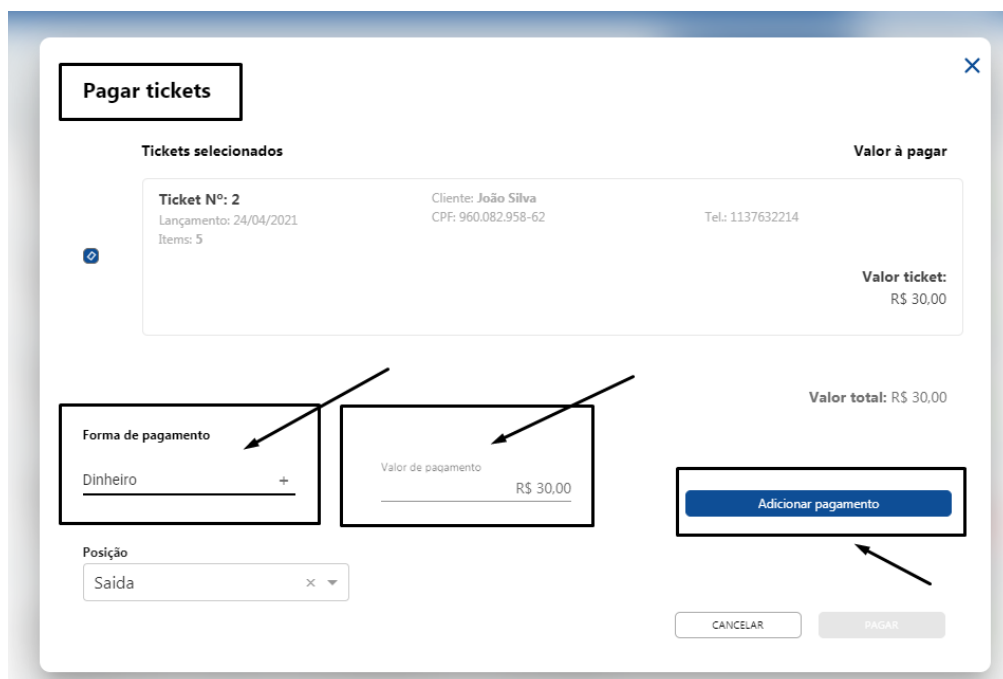 Pagar tickets
Tickets selecionados
Valor à pagar
Ticket Nº: 2
Lançamento: 24/04/2021
Items: 5
Cliente: João Silva
CPF: 960.082.958-62
Tel.: 1137632214
Valor ticket:
R$ 30,00
Valor total: R$ 30,00
Forma de pagamento
Dinheiro +
Valor de pagamento
R$ 30,00
Adicionar pagamento
Posição
Saida
CANCELAR
PAGAR